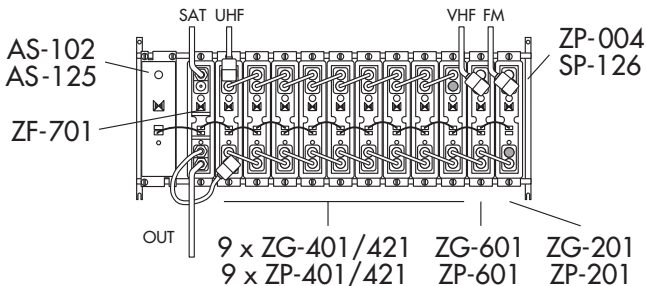 SAT UHF VHF FM
AS-102
AS-125
ZP-004
SP-126
ZF-701
OUT
9 x ZG-401/421 ZG-601 ZG-201
9 x ZP-401/421 ZP-601 ZP-201